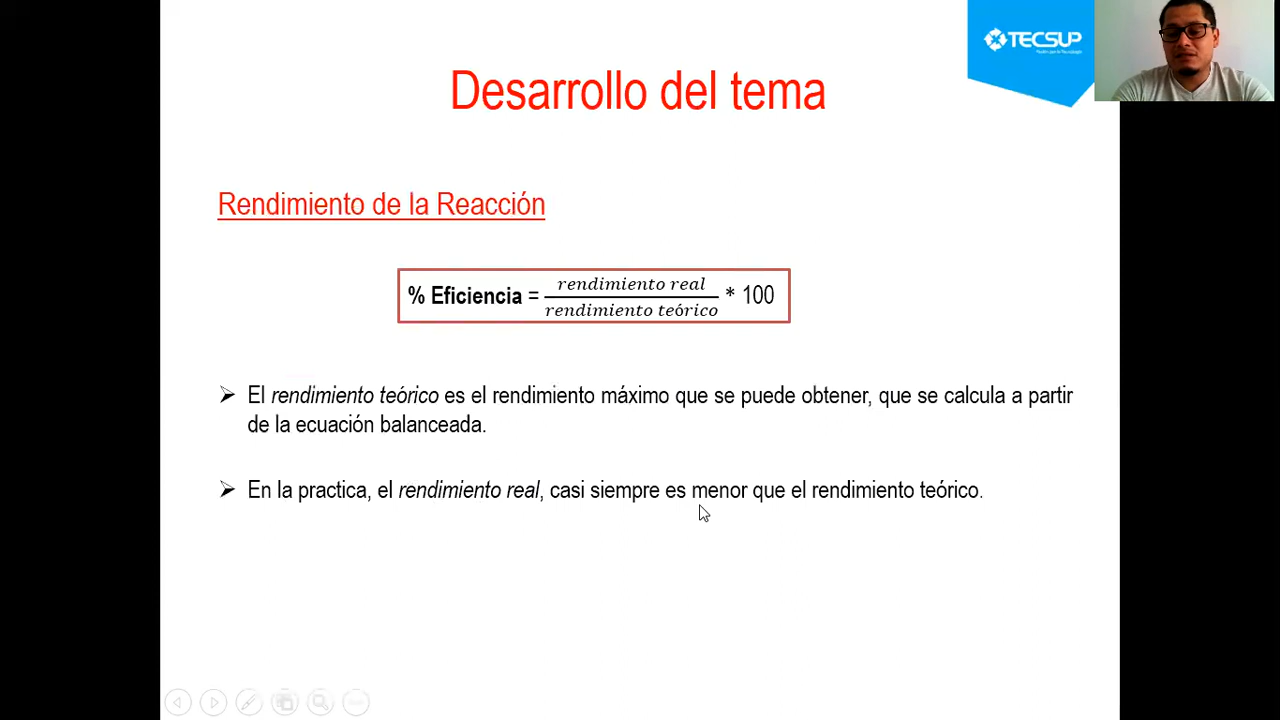 TECSUP
Desarrollo del tema
Rendimiento de la Reacción
% Eficiencia = rendimiento real / rendimiento teórico * 100
➢ El rendimiento teórico es el rendimiento máximo que se puede obtener, que se calcula a partir
de la ecuación balanceada.
➢ En la practica, el rendimiento real, casi siempre es menor que el rendimiento teórico.